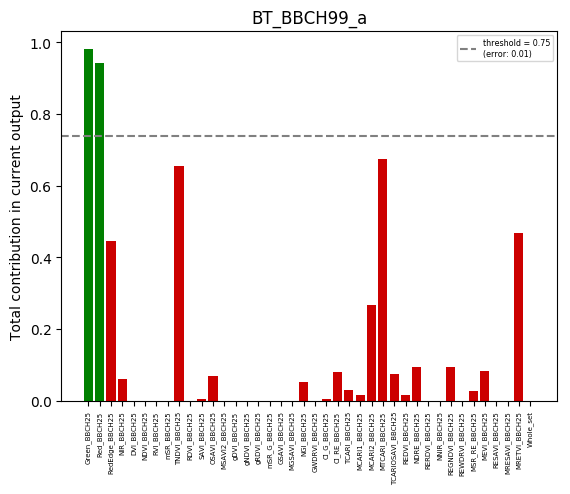 BT_BBCH99_a
threshold = 0.75
(error: 0.01)
Total contribution in current output
1.0
0.8
0.6
0.4
0.2
0.0
Green_BBCH25
Red_BBCH25
RedEdge_BBCH25
NIR_BBCH25
DVI_BBCH25
NDVI_BBCH25
RVI_BBCH25
mSR_BBCH25
TNDVI_BBCH25
RDVI_BBCH25
SAVI_BBCH25
OSAVI_BBCH25
MSAVI2_BBCH25
gDVI_BBCH25
gNDVI_BBCH25
gRDVI_BBCH25
mSR_G_BBCH25
GSAVI_BBCH25
MGSAVI_BBCH25
NGI_BBCH25
GWDRVI_BBCH25
CI_G_BBCH25
CI_RE_BBCH25
TCARI_BBCH25
MCARI1_BBCH25
MCARI2_BBCH25
MTCARI_BBCH25
TCARIOSAVI_BBCH25
REDVI_BBCH25
NDRE_BBCH25
RERDVI_BBCH25
NNIR_BBCH25
REGNDVI_BBCH25
REWDRVI_BBCH25
MSR_RE_BBCH25
MEVI_BBCH25
RESAVI_BBCH25
MRESAVI_BBCH25
MRETVI_BBCH25
Whole_set